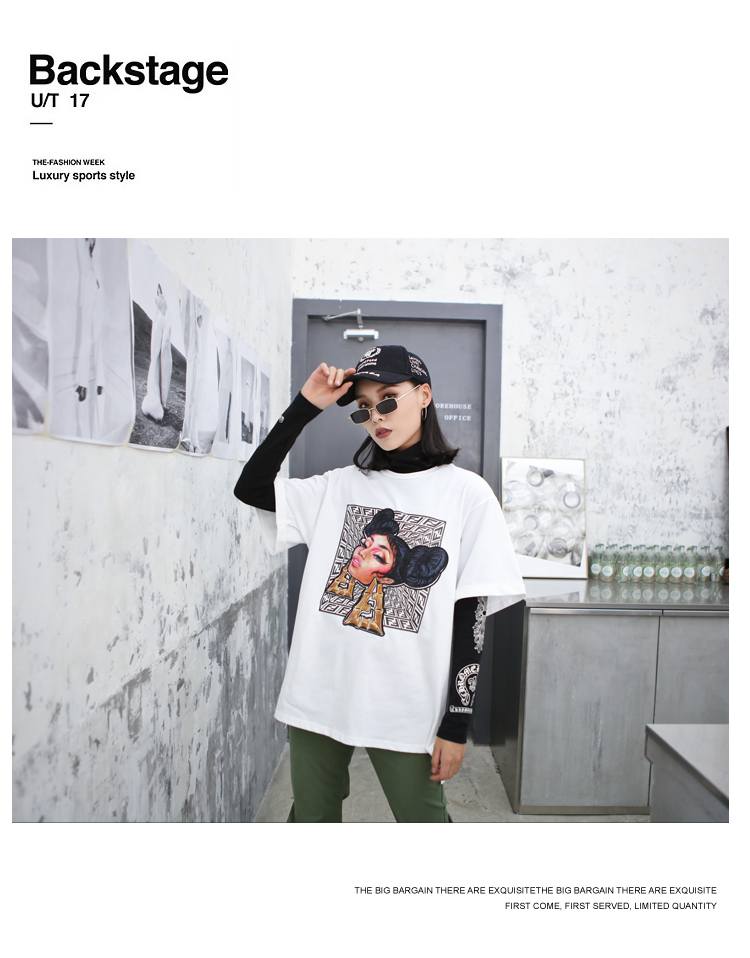 Backstage
U/T 17
THE-FASHION WEEK
Luxury sports style
OREHOUSE
OFFICE
THE BIG BARGAIN THERE ARE EXQUISITETHE BIG BARGAIN THERE ARE EXQUISITE
FIRST COME, FIRST SERVED, LIMITED QUANTITY